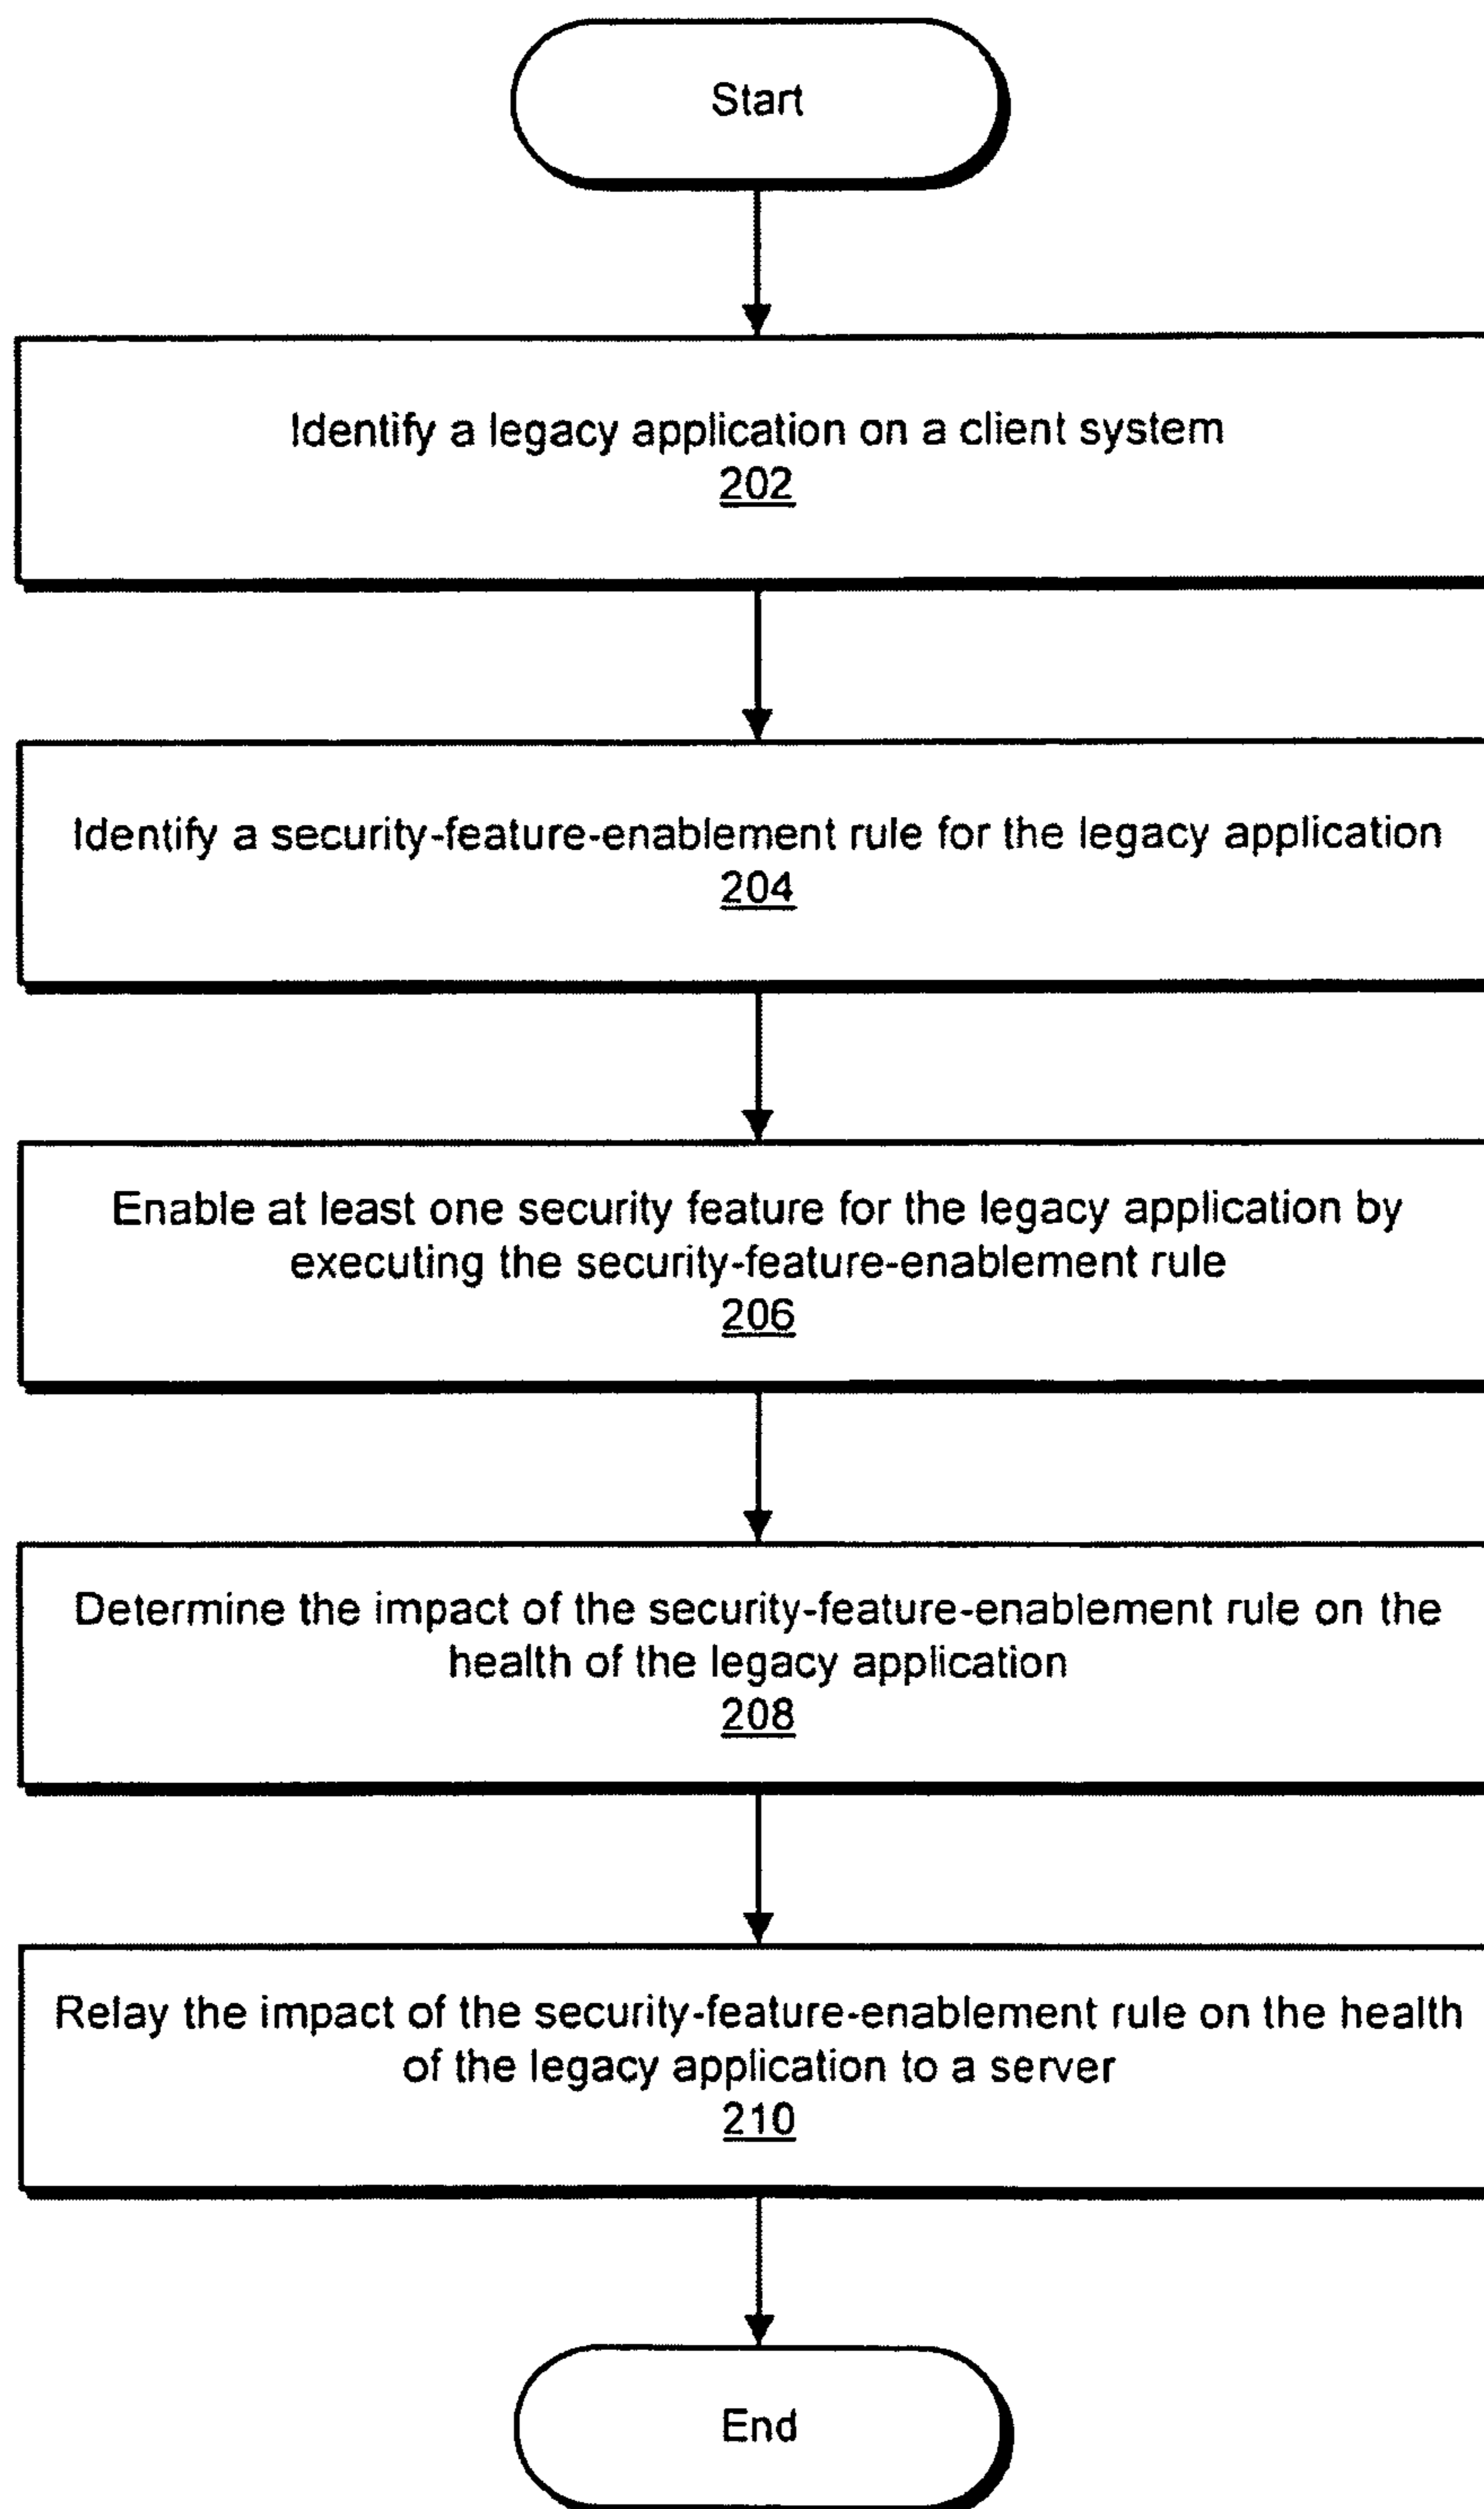 Start
Identify a legacy application on a client system
202
Identify a security-feature-enablement rule for the legacy application
204
Enable at least one security feature for the legacy application by
executing the security-feature-enablement rule
206
Determine the impact of the security-feature-enablement rule on the
health of the legacy application
208
Relay the impact of the security-feature-enablement rule on the health
of the legacy application to a server
210
End